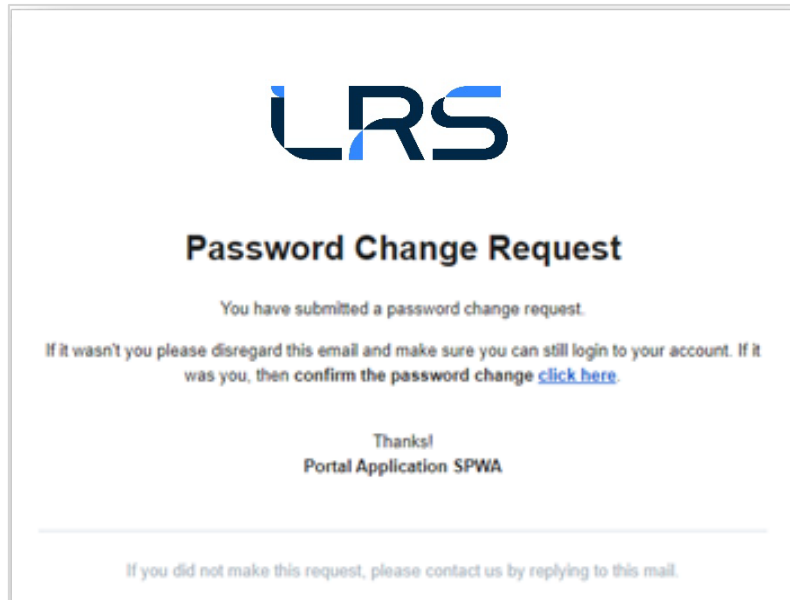 LRS
Password Change Request
You have submitted a password change request.
If it wasn't you please disregard this email and make sure you can still login to your account. If it
was you, then confirm the password change click here.
Thanks!
Portal Application SPWA
If you did not make this request, please contact us by replying to this mail.